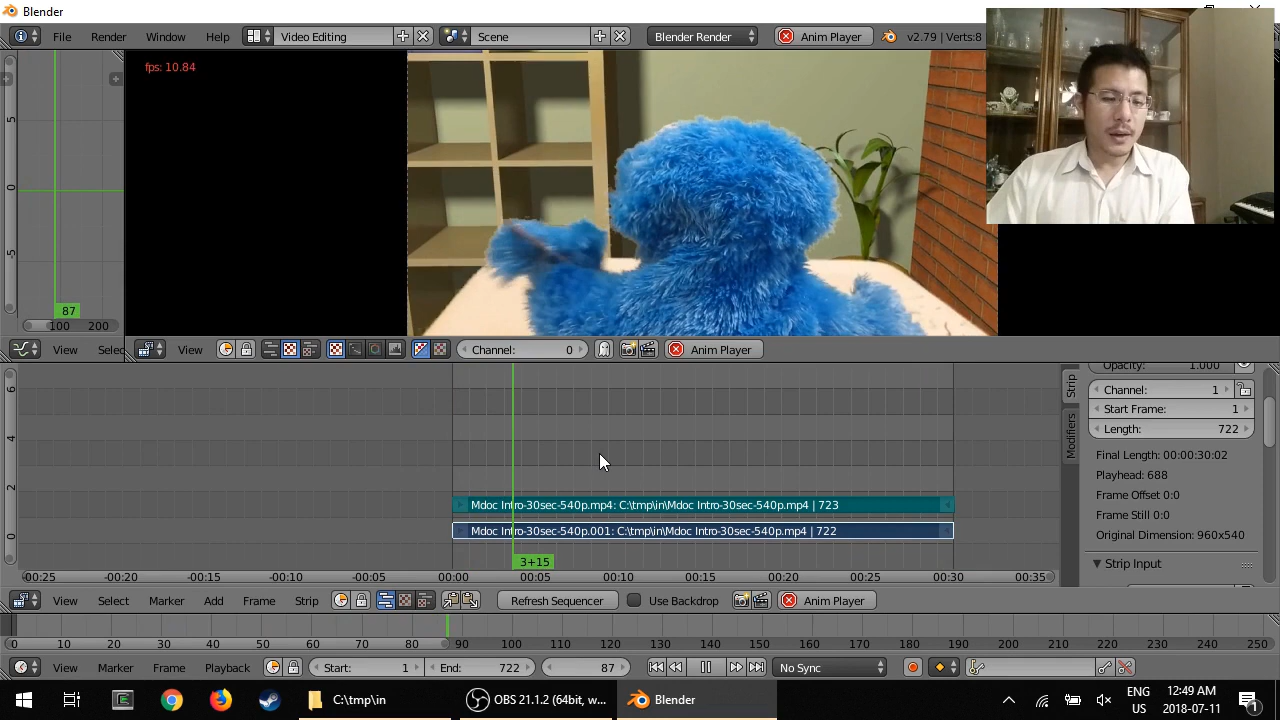 Blender
File Render Window Help Video Editing Scene Blender Render Anim Player v2.79 | Verts:8
fps: 10.84
5
0
-5
87
100 200
View Selec View Channel: 0 Anim Player
6
4
2
0
Mdoc Intro-30sec-540p.mp4: C:\tmp\in\Mdoc Intro-30sec-540p.mp4 | 723
Mdoc Intro-30sec-540p.001: C:\tmp\in\Mdoc Intro-30sec-540p.mp4 | 722
3+15
-00:25 -00:20 -00:15 -00:10 -00:05 00:00 00:05 00:10 00:15 00:20 00:25 00:30 00:35
Strip
Modifiers
Opacity: 1.000
Channel: 1
Start Frame: 1
Length: 722
Final Length: 00:00:30:02
Playhead: 688
Frame Offset 0:0
Frame Still 0:0
Original Dimension: 960x540
Strip Input
View Select Marker Add Frame Strip Refresh Sequencer Use Backdrop Anim Player
0 10 20 30 40 50 60 70 80 90 100 110 120 130 140 150 160 170 180 190 200 210 220 230 240 250
View Marker Frame Playback Start: 1 End: 722 87 No Sync
C:\tmp\in OBS 21.1.2 (64bit, w... Blender
ENG
US
12:49 AM
2018-07-11
1